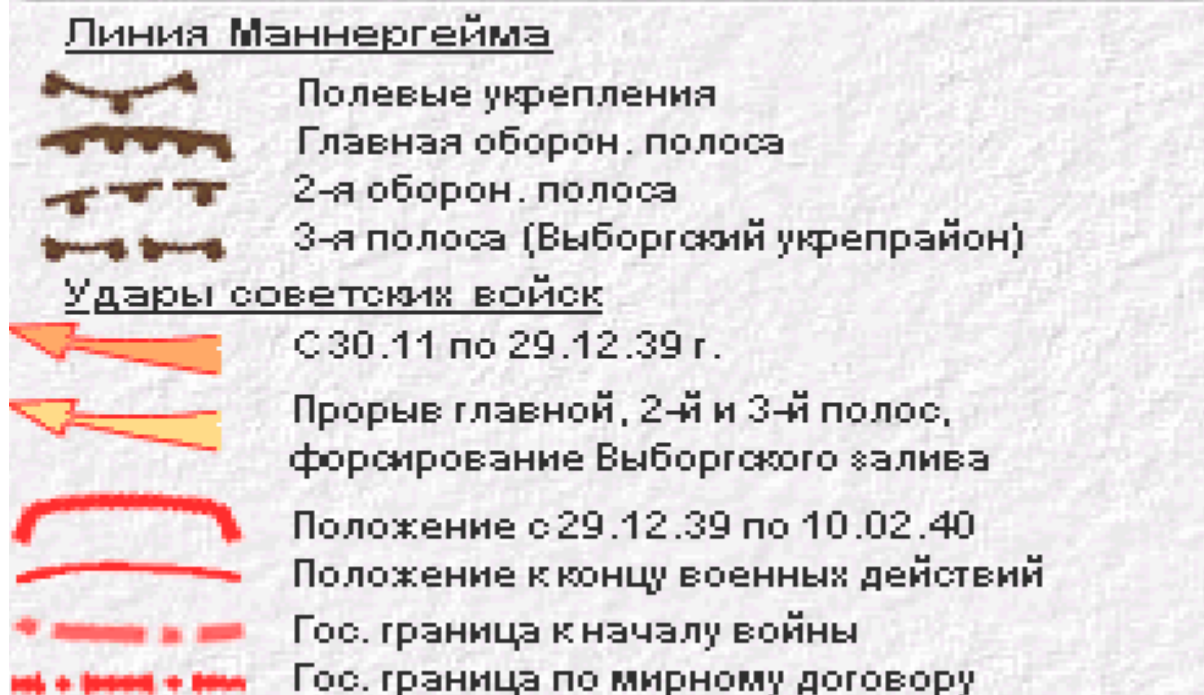 Линия Маннергейма
Полевые укрепления
Главная оборон. полоса
2-я оборон. полоса
3-я полоса (Выборгский укрепрайон)
Удары советских войск
С 30.11 по 29.12.39 г.
Прорыв главной, 2-й и 3-й полос,
форсирование Выборгского залива
Положение с 29.12.39 по 10.02.40
Положение к концу военных действий
Гос. граница к началу войны
Гос. граница по мирному договору